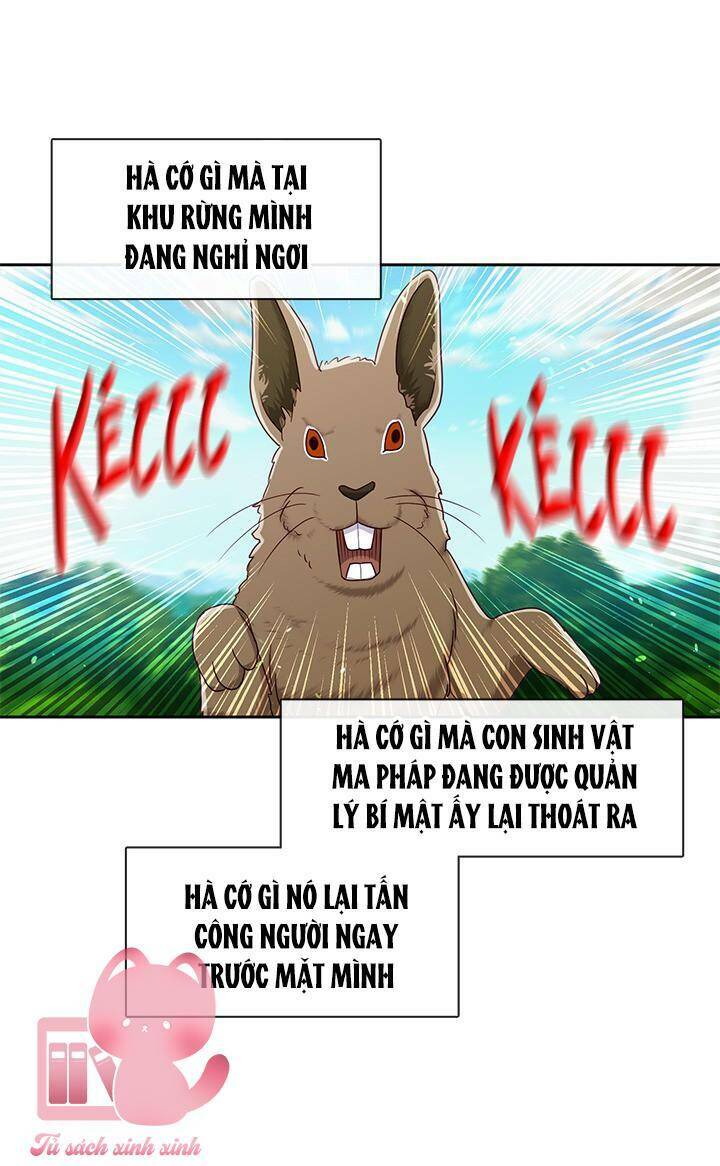 HÀ CỚ GÌ MÀ TẠI
KHU RỪNG MÌNH
ĐANG NGHỈ NGƠI
KÉCCC
KÉCCC
HÀ CỚ GÌ MÀ CON SINH VẬT
MA PHÁP ĐANG ĐƯỢC QUẢN
LÝ BÍ MẬT ẤY LẠI THOÁT RA
HÀ CỚ GÌ NÓ LẠI TẤN
CÔNG NGƯỜI NGAY
TRƯỚC MẶT MÌNH
Tủ sách xinh xinh